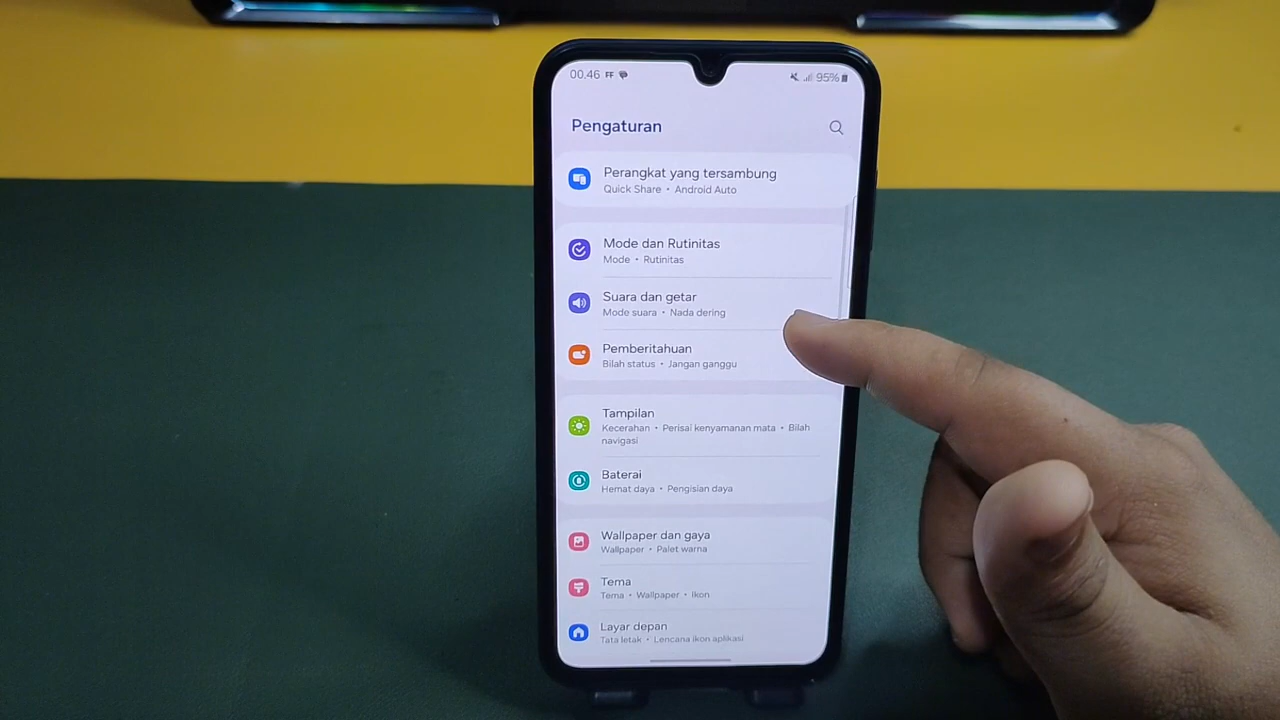 00.46 FF 95%
Pengaturan
Perangkat yang tersambung
Quick Share • Android Auto
Mode dan Rutinitas
Mode • Rutinitas
Suara dan getar
Mode suara • Nada dering
Pemberitahuan
Bilah status • Jangan ganggu
Tampilan
Kecerahan • Perisai kenyamanan mata • Bilah
navigasi
Baterai
Hemat daya • Pengisian daya
Wallpaper dan gaya
Wallpaper • Palet warna
Tema
Tema • Wallpaper • Ikon
Layar depan
Tata letak • Lencana ikon aplikasi